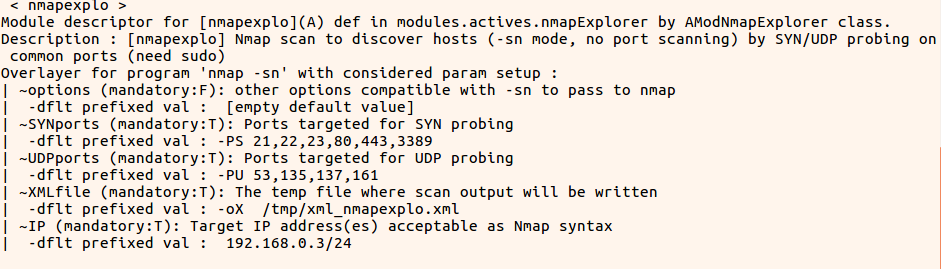 < nmapexplo >
Module descriptor for [nmapexplo](A) def in modules.actives.nmapExplorer by AModNmapExplorer class.
Description : [nmapexplo] Nmap scan to discover hosts (-sn mode, no port scanning) by SYN/UDP probing on
common ports (need sudo)
Overlayer for program 'nmap -sn' with considered param setup :
| ~options (mandatory:F): other options compatible with -sn to pass to nmap
|  -dflt prefixed val :  [empty default value]
| ~SYNports (mandatory:T): Ports targeted for SYN probing
|  -dflt prefixed val : -PS 21,22,23,80,443,3389
| ~UDPports (mandatory:T): Ports targeted for UDP probing
|  -dflt prefixed val : -PU 53,135,137,161
| ~XMLfile (mandatory:T): The temp file where scan output will be written
|  -dflt prefixed val : -oX  /tmp/xml_nmapexplo.xml
| ~IP (mandatory:T): Target IP address(es) acceptable as Nmap syntax
|  -dflt prefixed val :  192.168.0.3/24